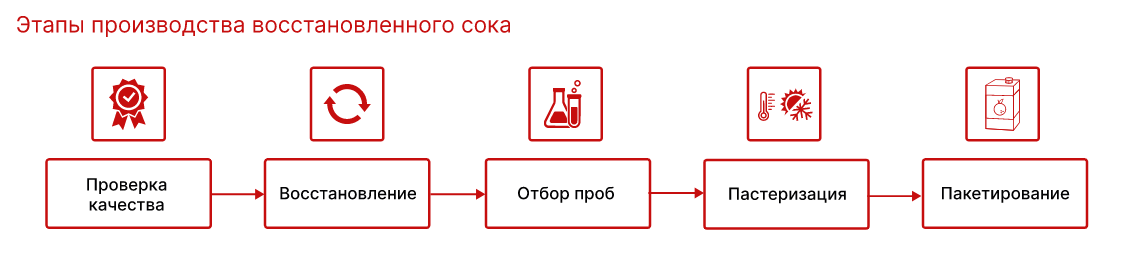 Этапы производства восстановленного сока
Проверка
качества
Восстановление
Отбор проб
Пастеризация
Пакетирование